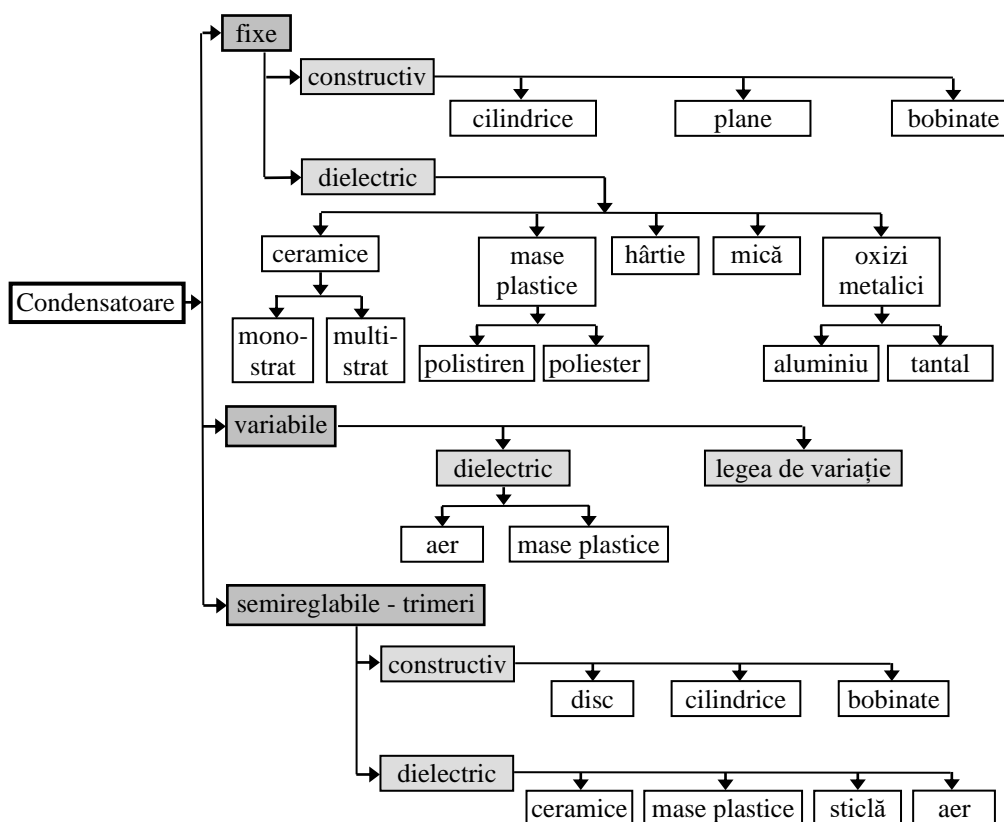 fixe
constructiv
cilindrice
plane
bobinate
dielectric
ceramice
mase
plastice
hârtie
mică
oxizi
metalici
Condensatoare
mono-
strat
multi-
strat
polistiren
poliester
aluminiu
tantal
variabile
dielectric
legea de variație
aer
mase plastice
semireglabile - trimeri
constructiv
disc
cilindrice
bobinate
dielectric
ceramice
mase plastice
sticlă
aer